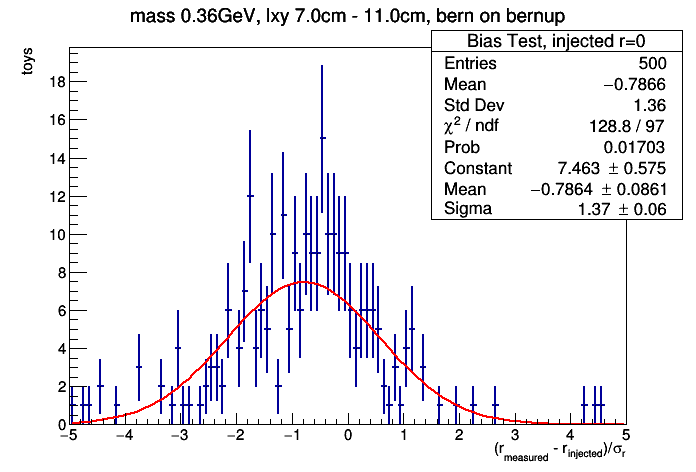 mass 0.36GeV, lxy 7.0cm - 11.0cm, bern on bernup
Bias Test, injected r=0
Entries 500
Mean −0.7866
Std Dev 1.36
χ² / ndf 128.8 / 97
Prob 0.01703
Constant 7.463 ± 0.575
Mean −0.7864 ± 0.0861
Sigma 1.37 ± 0.06
toys
18
16
14
12
10
8
6
4
2
0
−5 −4 −3 −2 −1 0 1 2 3 4 5
(r_measured - r_injected)/σ_r